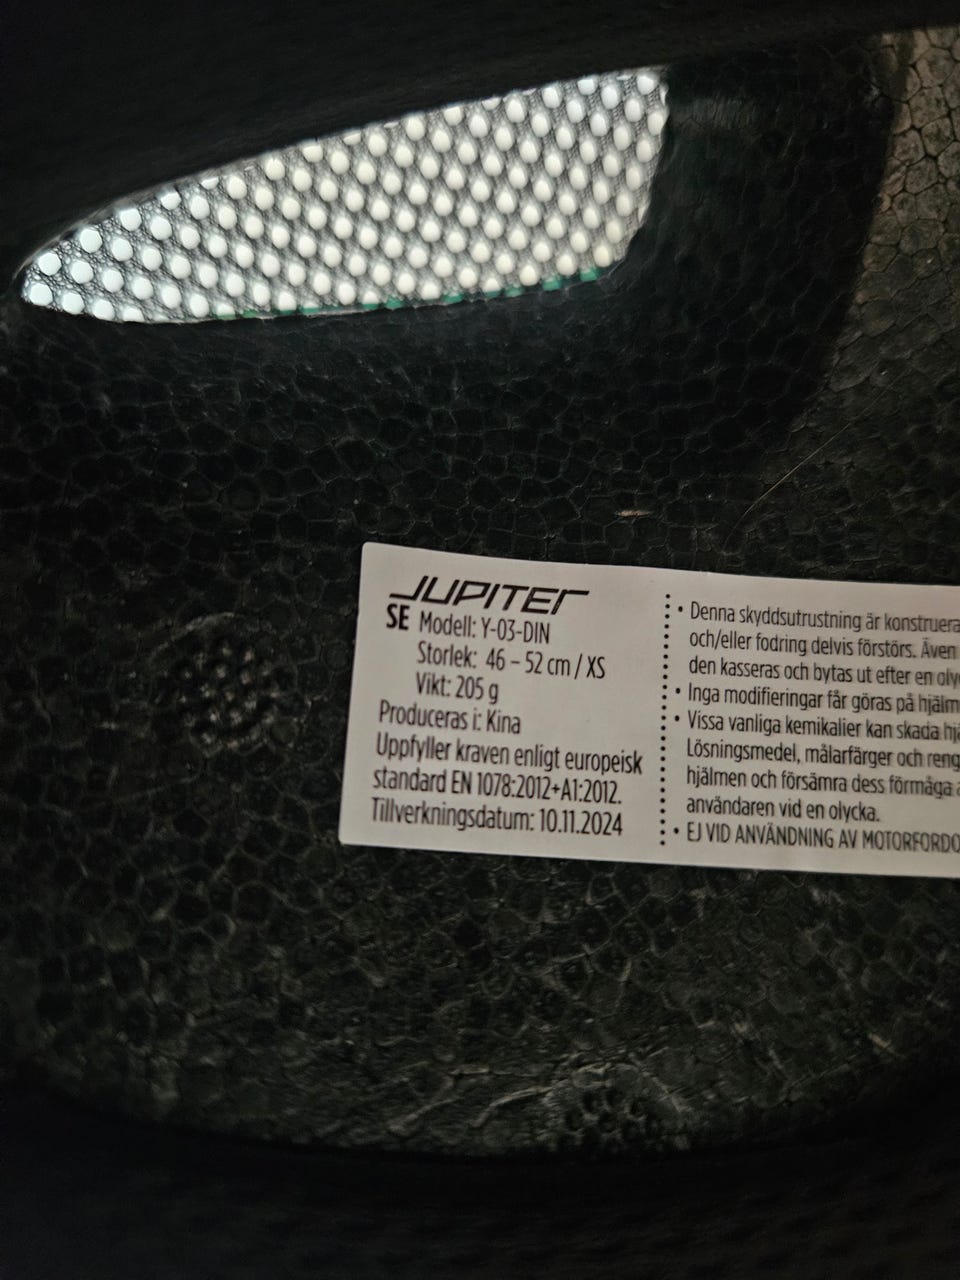 JUPITER
SE Modell: Y-03-DIN
Storlek: 46 – 52 cm / XS
Vikt: 205 g
Produceras i: Kina
Uppfyller kraven enligt europeisk
standard EN 1078:2012+A1:2012.
Tillverkningsdatum: 10.11.2024
• Denna skyddsutrustning är
och/eller fodring delvis förstörs. Även
den kasseras och bytas ut efter en
• Inga modifieringar får göras på
• Vissa vanliga kemikalier kan skada
Lösningsmedel, målarfärger och
hjälmen och försämra dess förmåga
användaren vid en olycka.
• EJ VID ANVÄNDNING AV